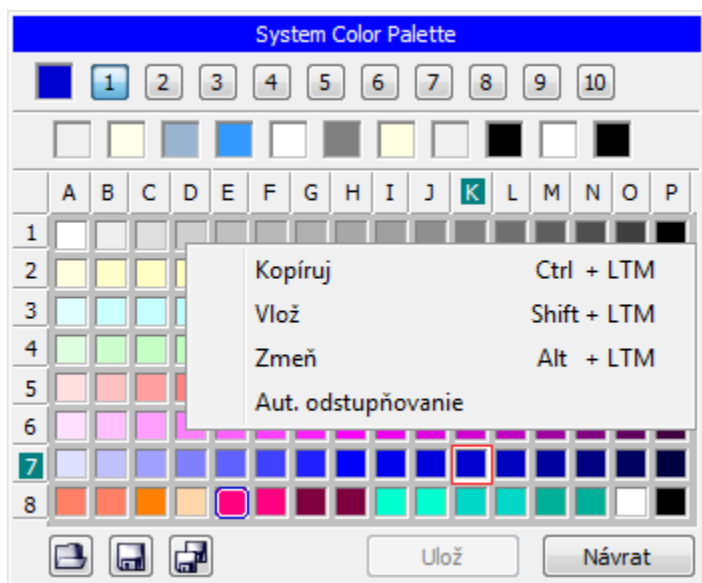 System Color Palette
1 2 3 4 5 6 7 8 9 10
A B C D E F G H I J K L M N O P
1
2 Kopíruj Ctrl + LTM
3 Vlož Shift + LTM
4 Zmeň Alt + LTM
5 Aut. odstupňovanie
6
7
8
Ulož Návrat